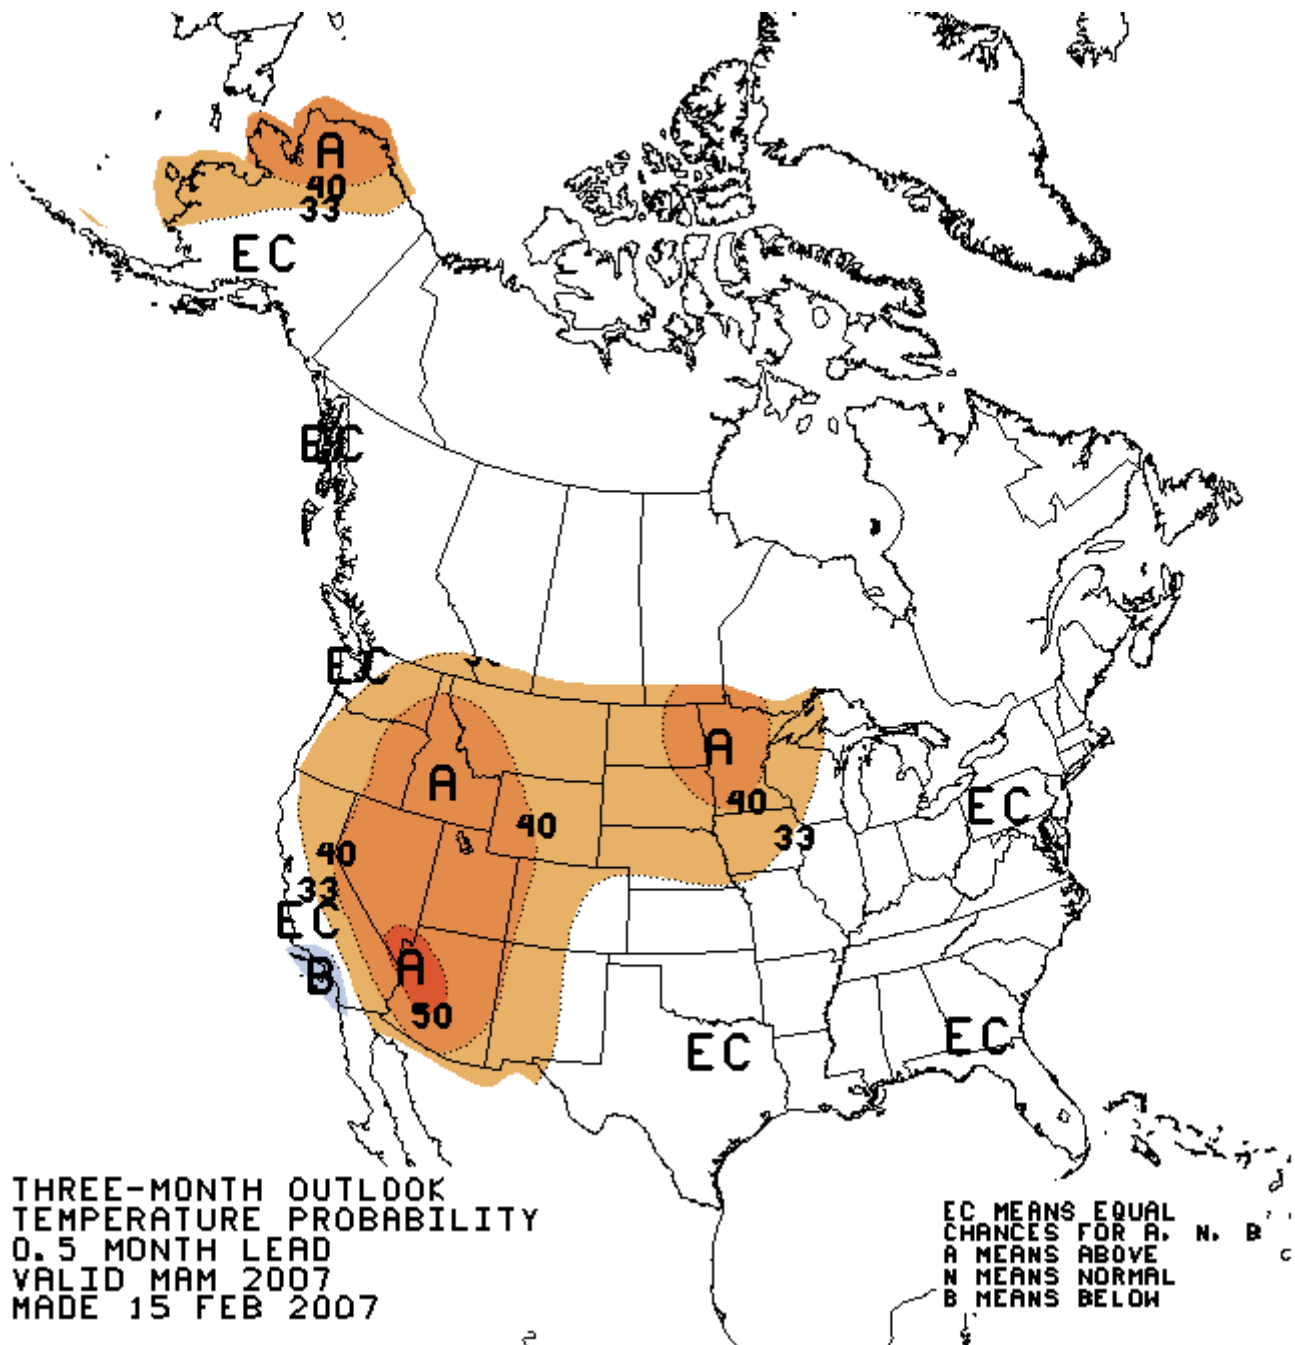 A
40
33
EC
EC
EC
A
A
40
40
33
40
33
EC
EC
B
A
50
EC
EC
THREE-MONTH OUTLOOK
TEMPERATURE PROBABILITY
0.5 MONTH LEAD
VALID MAM 2007
MADE 15 FEB 2007
EC MEANS EQUAL
CHANCES FOR A, N, B
A MEANS ABOVE
N MEANS NORMAL
B MEANS BELOW